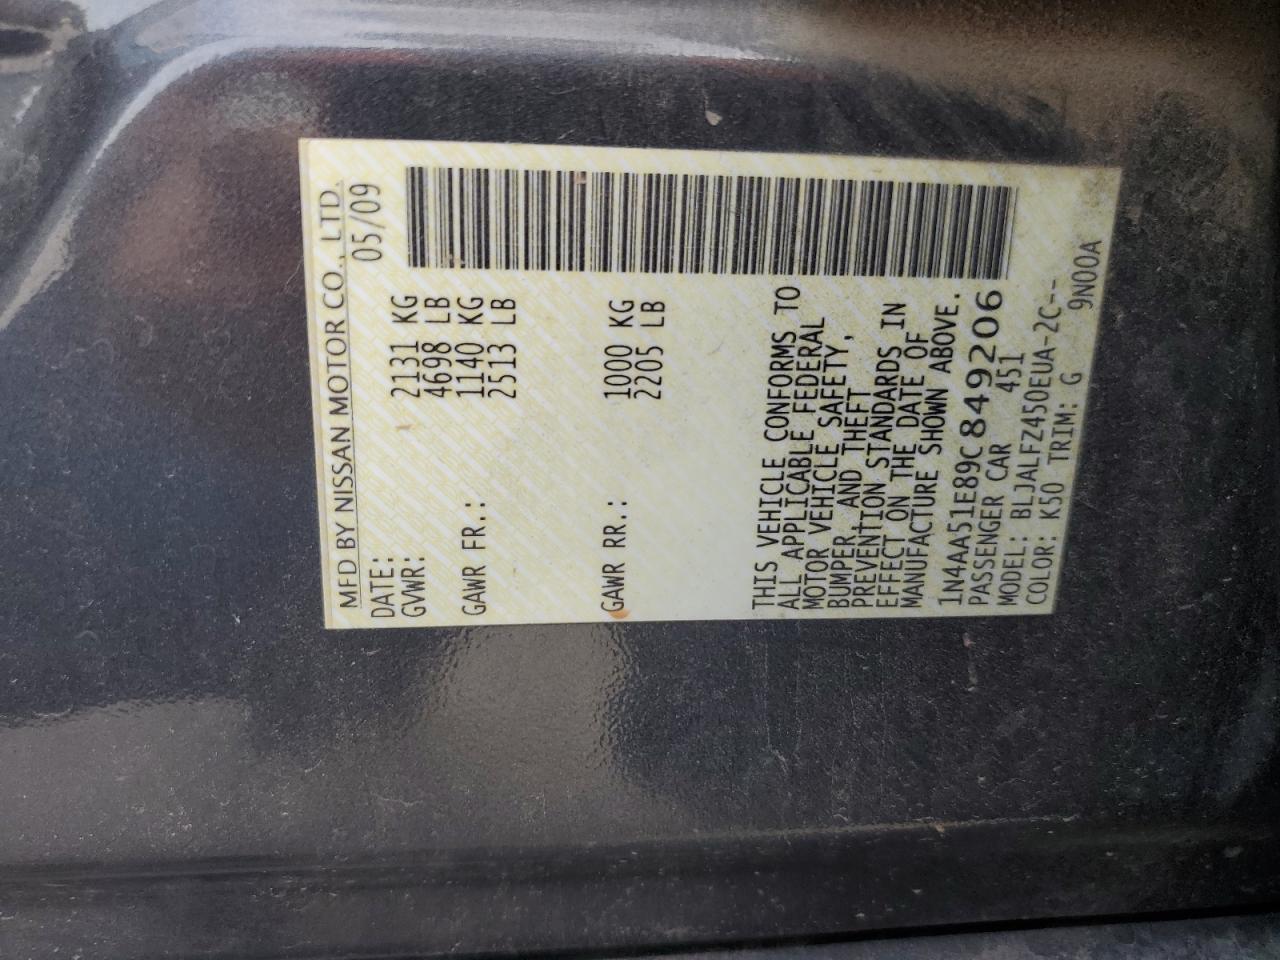 MFD BY NISSAN MOTOR CO., LTD.
DATE: 05/09
GVWR: 2131 KG
4698 LB
GAWR FR.: 1140 KG
2513 LB
GAWR RR.: 1000 KG
2205 LB
THIS VEHICLE CONFORMS TO
ALL APPLICABLE FEDERAL
MOTOR VEHICLE SAFETY,
BUMPER, AND THEFT
PREVENTION STANDARDS IN
EFFECT ON THE DATE OF
MANUFACTURE SHOWN ABOVE.
1N4AA51E89C849206
PASSENGER CAR 451
MODEL: BLJALFZ450EUA-2C--
COLOR: K50 TRIM: G 9N00A